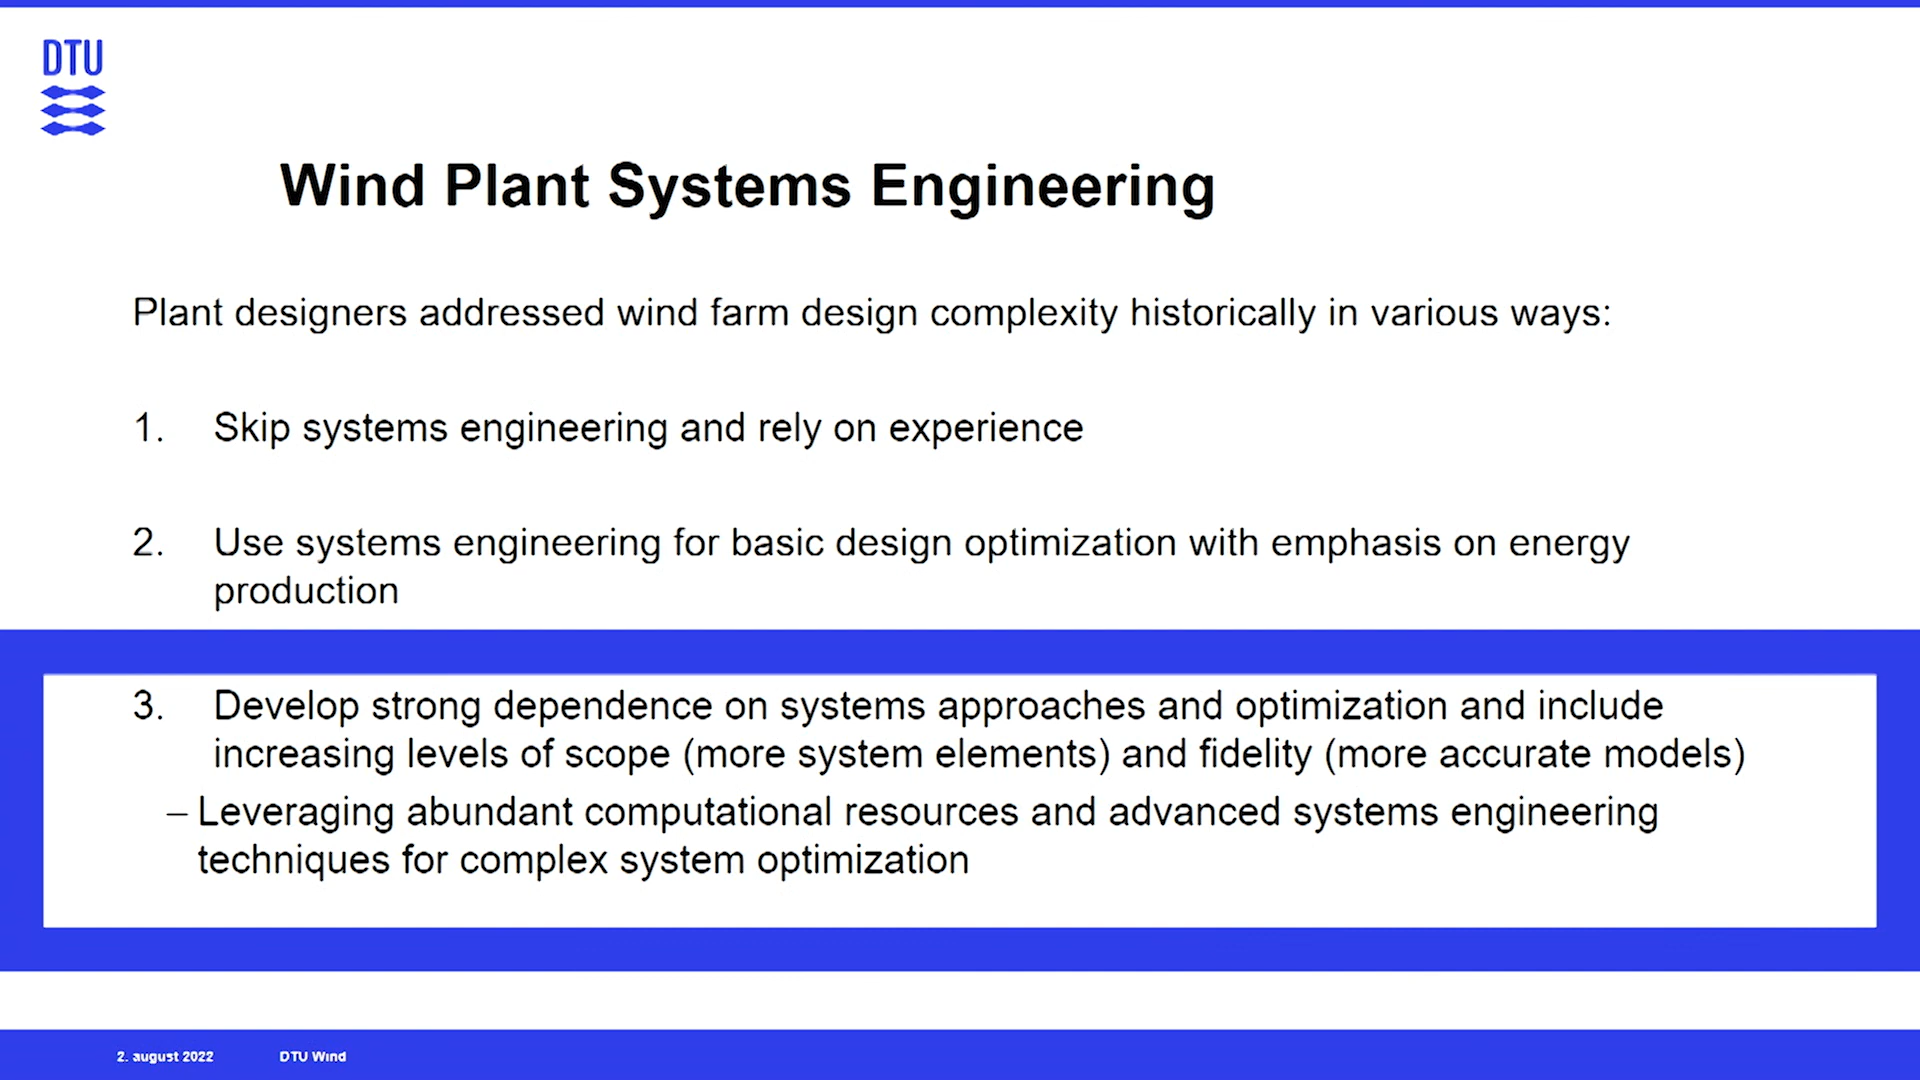 DTU
Wind Plant Systems Engineering
Plant designers addressed wind farm design complexity historically in various ways:
1. Skip systems engineering and rely on experience
2. Use systems engineering for basic design optimization with emphasis on energy
production
3. Develop strong dependence on systems approaches and optimization and include
increasing levels of scope (more system elements) and fidelity (more accurate models)
– Leveraging abundant computational resources and advanced systems engineering
techniques for complex system optimization
2. august 2022 DTU Wind